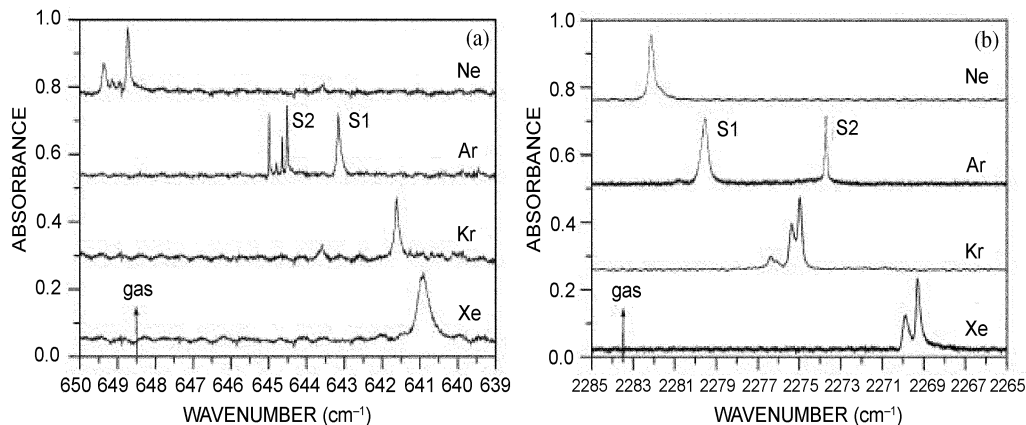 (a)
1.0
Ne
0.8
S2 S1
0.6
Ar
0.4
Kr
0.2
gas
Xe
0.0
ABSORBANCE
650 649 648 647 646 645 644 643 642 641 640 639
WAVENUMBER (cm⁻¹)
(b)
1.0
Ne
0.8
S1 S2
0.6
Ar
0.4
Kr
0.2
gas
Xe
0.0
ABSORBANCE
2285 2283 2281 2279 2277 2275 2273 2271 2269 2267 2265
WAVENUMBER (cm⁻¹)